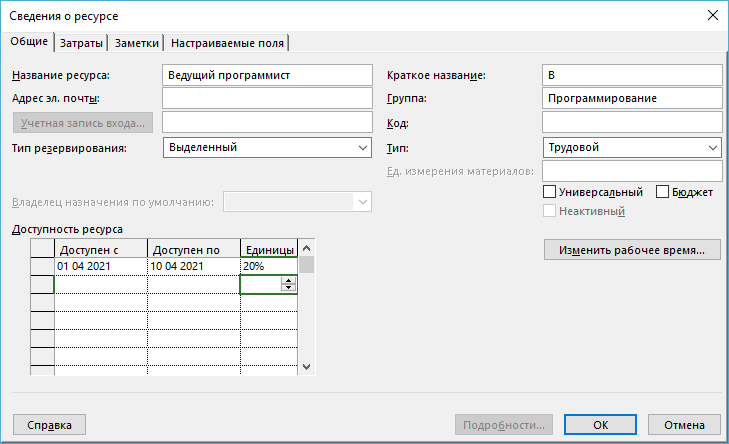 Сведения о ресурсе
Общие Затраты Заметки Настраиваемые поля
Название ресурса: Ведущий программист Краткое название: В
Адрес эл. почты: Группа: Программирование
Учетная запись входа... Код:
Тип резервирования: Выделенный Тип: Трудовой
Ед. измерения материалов:
Универсальный Бюджет
Владелец назначения по умолчанию: Неактивный
Доступность ресурса
Доступен с Доступен по Единицы Изменить рабочее время...
01 04 2021 10 04 2021 20%
Справка Подробности... ОК Отмена